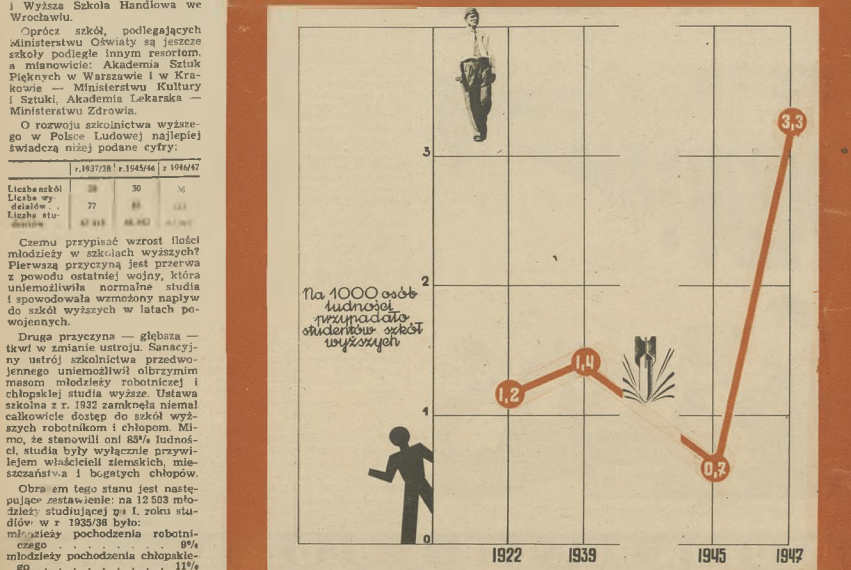 i Wyższa Szkoła Handlowa we
Wrocławiu.
Oprócz szkół, podlegających
Ministerstwu Oświaty są jeszcze
szkoły podległe innym resortom,
a mianowicie: Akademia Sztuk
Pięknych w Warszawie i w Kra-
kowie — Ministerstwu Kultury
i Sztuki, Akademia Lekarska —
Ministerstwu Zdrowia.
O rozwoju szkolnictwa wyższe-
go w Polsce Ludowej najlepiej
świadczą niżej podane cyfry:
r.1937/38 r.1945/46 r 1946/47
Liczba szkół 30
Liczba wy-
działów . . 77
Liczba stu-
dentów
Czemu przypisać wzrost ilości
młodzieży w szkołach wyższych?
Pierwszą przyczyną jest przerwa
z powodu ostatniej wojny, która
uniemożliwiła normalne studia
i spowodowała wzmożony napływ
do szkół wyższych w latach po-
wojennych.
Druga przyczyna — głębsza —
tkwi w zmianie ustroju. Sanacyj-
ny ustrój szkolnictwa przedwo-
jennego uniemożliwił olbrzymim
masom młodzieży robotniczej i
chłopskiej studia wyższe. Ustawa
szkolna z r. 1932 zamknęła niemal
całkowicie dostęp do szkół wyż-
szych robotnikom i chłopom. Mi-
mo, że stanowili oni 85% ludnoś-
ci, studia były wyłącznie przywi-
lejem właścicieli ziemskich, mie-
szczaństwa i bogatych chłopów.
Obrazem tego stanu jest nastę-
pujące zestawienie: na 12 503 mło-
dzieży studiującej na I. roku stu-
diów w r 1935/36 było:
młodzieży pochodzenia robotni-
czego . . . . . . . . 9%
młodzieży pochodzenia chłopskie-
go . . . . . . . . 11%
3,3
3
2
Na 1000 osób
ludności
przypadało
studentów szkół
wyższych
1,4
1,2
1
0,7
0
1922 1939 1945 1947